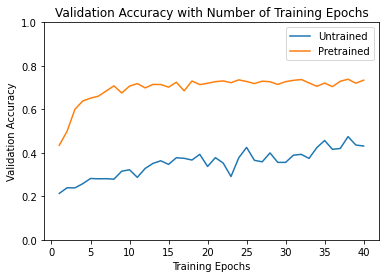 Validation Accuracy with Number of Training Epochs
Untrained
Pretrained
Validation Accuracy
1.0
0.8
0.6
0.4
0.2
0.0
0 5 10 15 20 25 30 35 40
Training Epochs